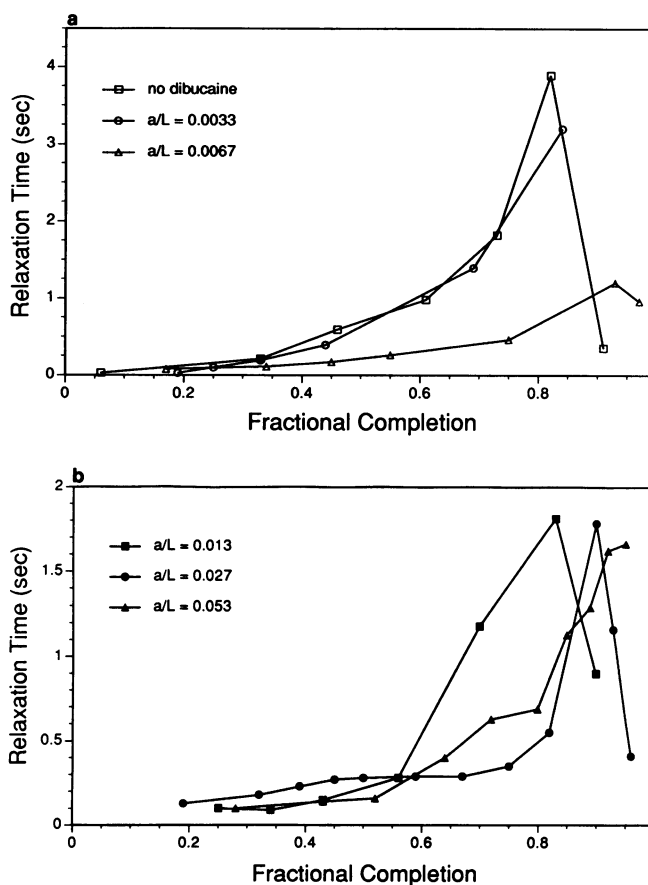 a
4
3
2
1
0
Relaxation Time (sec)
no dibucaine
a/L = 0.0033
a/L = 0.0067
0
0.2
0.4
0.6
0.8
Fractional Completion
b
2
1.5
1
0.5
0
Relaxation Time (sec)
a/L = 0.013
a/L = 0.027
a/L = 0.053
0
0.2
0.4
0.6
0.8
Fractional Completion